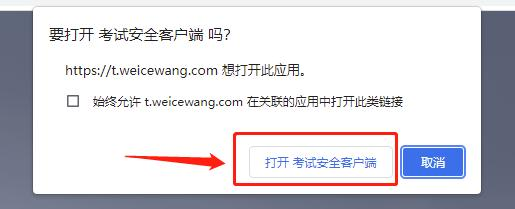 要打开 考试安全客户端 吗?
https://t.weicewang.com 想打开此应用。
始终允许 t.weicewang.com 在关联的应用中打开此类链接
打开 考试安全客户端
取消